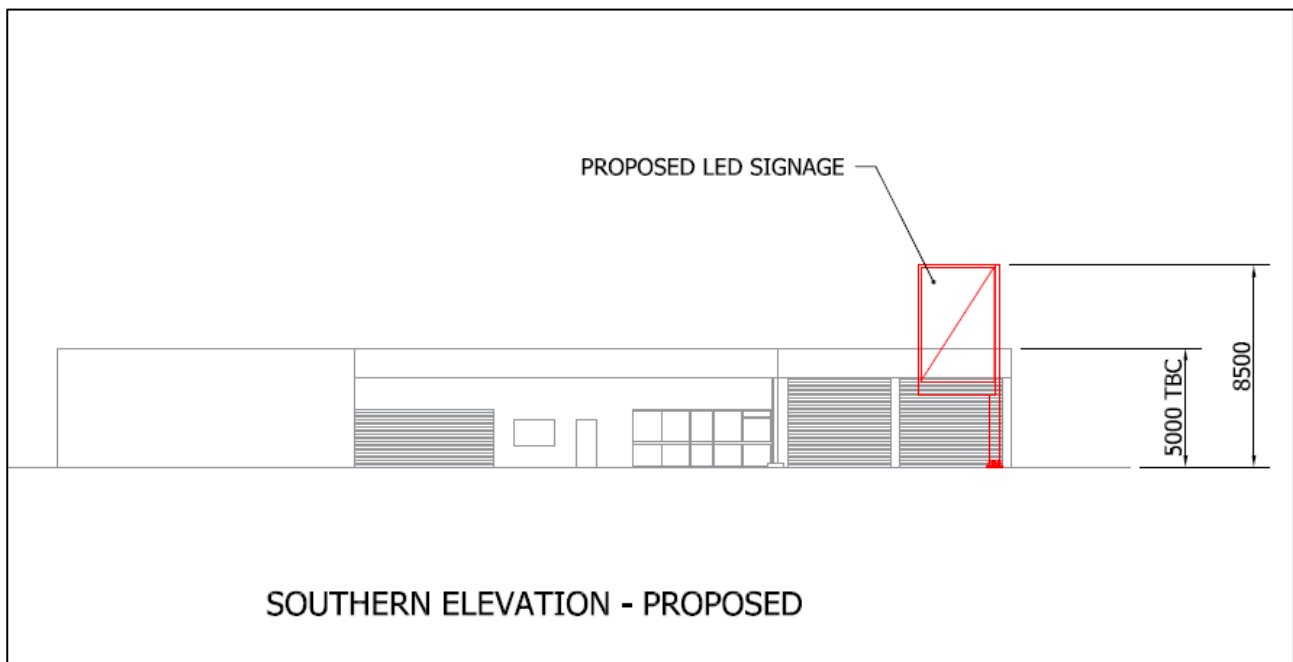 PROPOSED LED SIGNAGE
5000 TBC
8500
SOUTHERN ELEVATION - PROPOSED